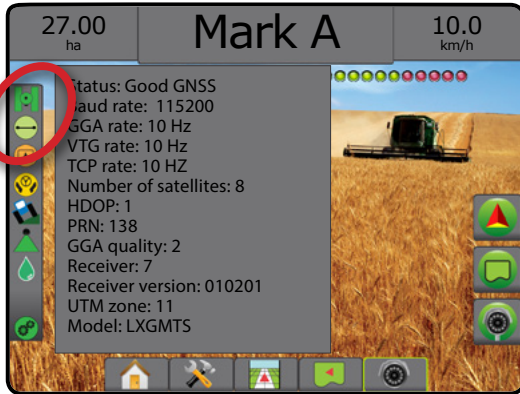 27.00
ha
Mark A
10.0
km/h
Status: Good GNSS
Baud rate: 115200
GGA rate: 10 Hz
VTG rate: 10 Hz
TCP rate: 10 HZ
Number of satellites: 8
HDOP: 1
PRN: 138
GGA quality: 2
Receiver: 7
Receiver version: 010201
UTM zone: 11
Model: LXGMTS